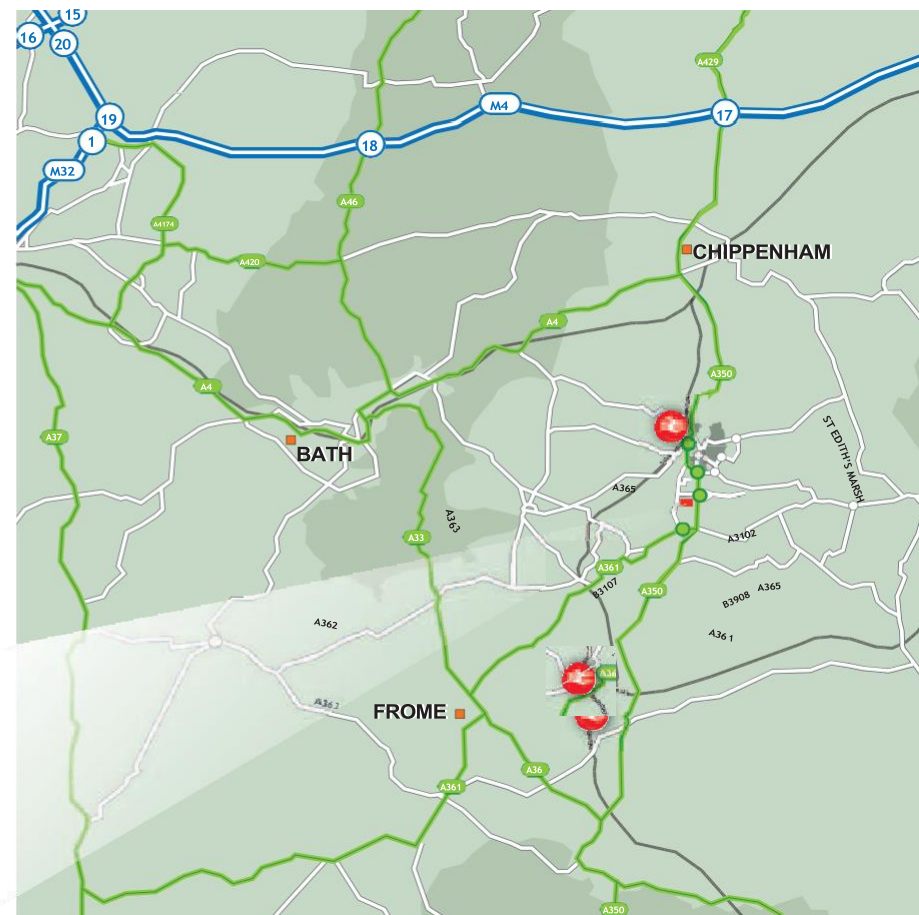 15
16
20
A429
M4
19
17
1
18
M32
A46
A4174
CHIPPENHAM
A420
A4
A350
A4
ST EDITH'S MARSH
A37
BATH
A365
A363
A33
A3102
A361
B3107
A350
A365
B3908
A362
A361
A36
A362
FROME
A36
A361
A350